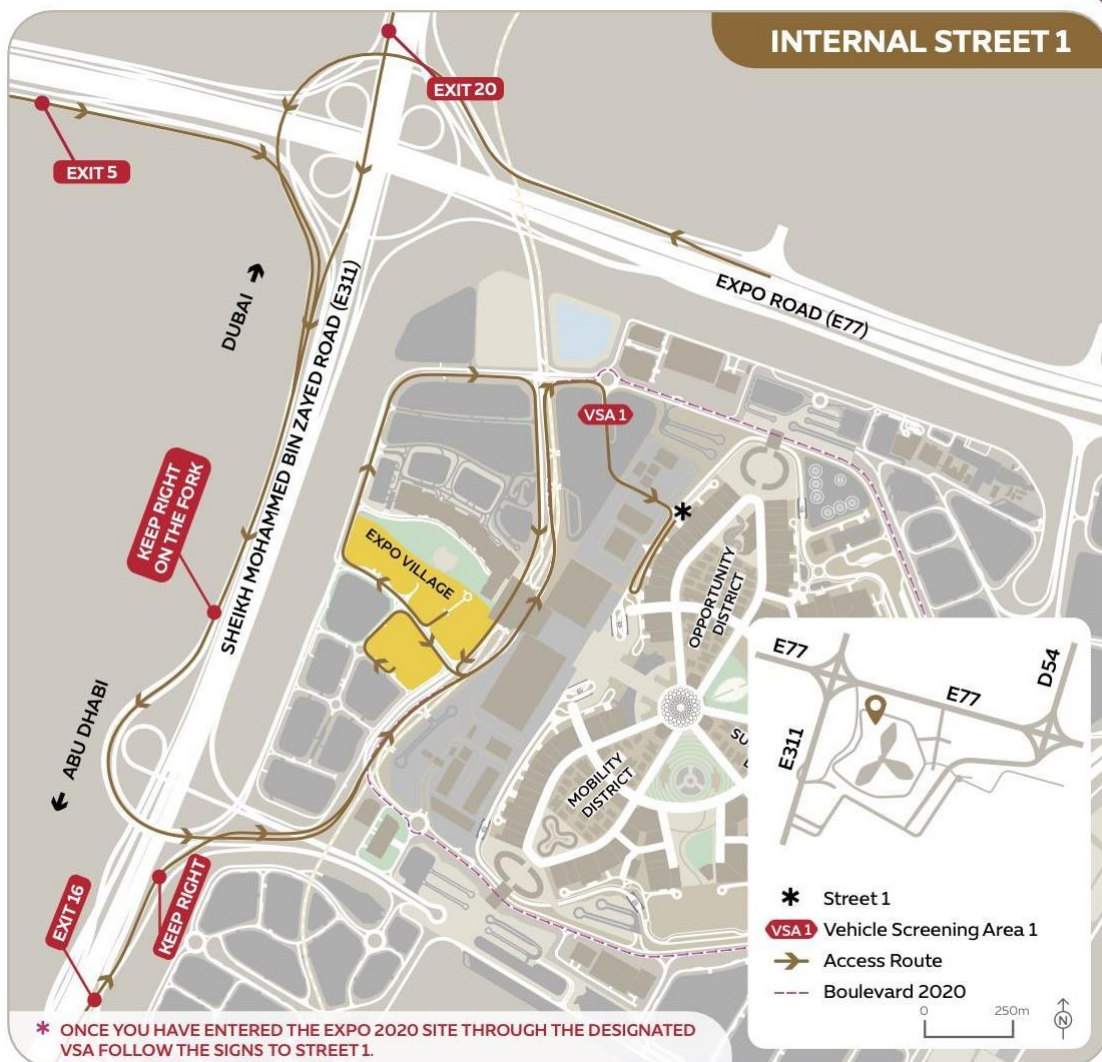 INTERNAL STREET 1
EXIT 20
EXIT 5
DUBAI
SHEIKH MOHAMMED BIN ZAYED ROAD (E311)
EXPO ROAD (E77)
VSA 1
KEEP RIGHT
ON THE FORK
EXPO VILLAGE
OPPORTUNITY
DISTRICT
MOBILITY
DISTRICT
SU
ABU DHABI
EXIT 16
KEEP RIGHT
E77
E77
D54
E311
* Street 1
VSA 1 Vehicle Screening Area 1
Access Route
Boulevard 2020
0 250m
N
* ONCE YOU HAVE ENTERED THE EXPO 2020 SITE THROUGH THE DESIGNATED
VSA FOLLOW THE SIGNS TO STREET 1.